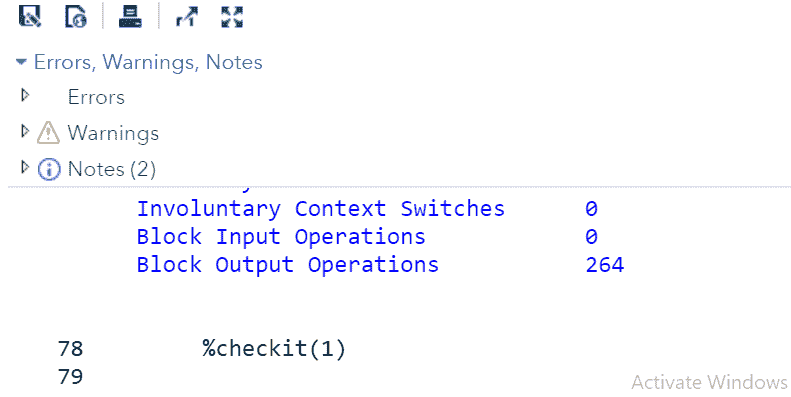 Errors, Warnings, Notes
Errors
Warnings
Notes (2)
Involuntary Context Switches 0
Block Input Operations 0
Block Output Operations 264
78 %checkit(1)
79
Activate Windows